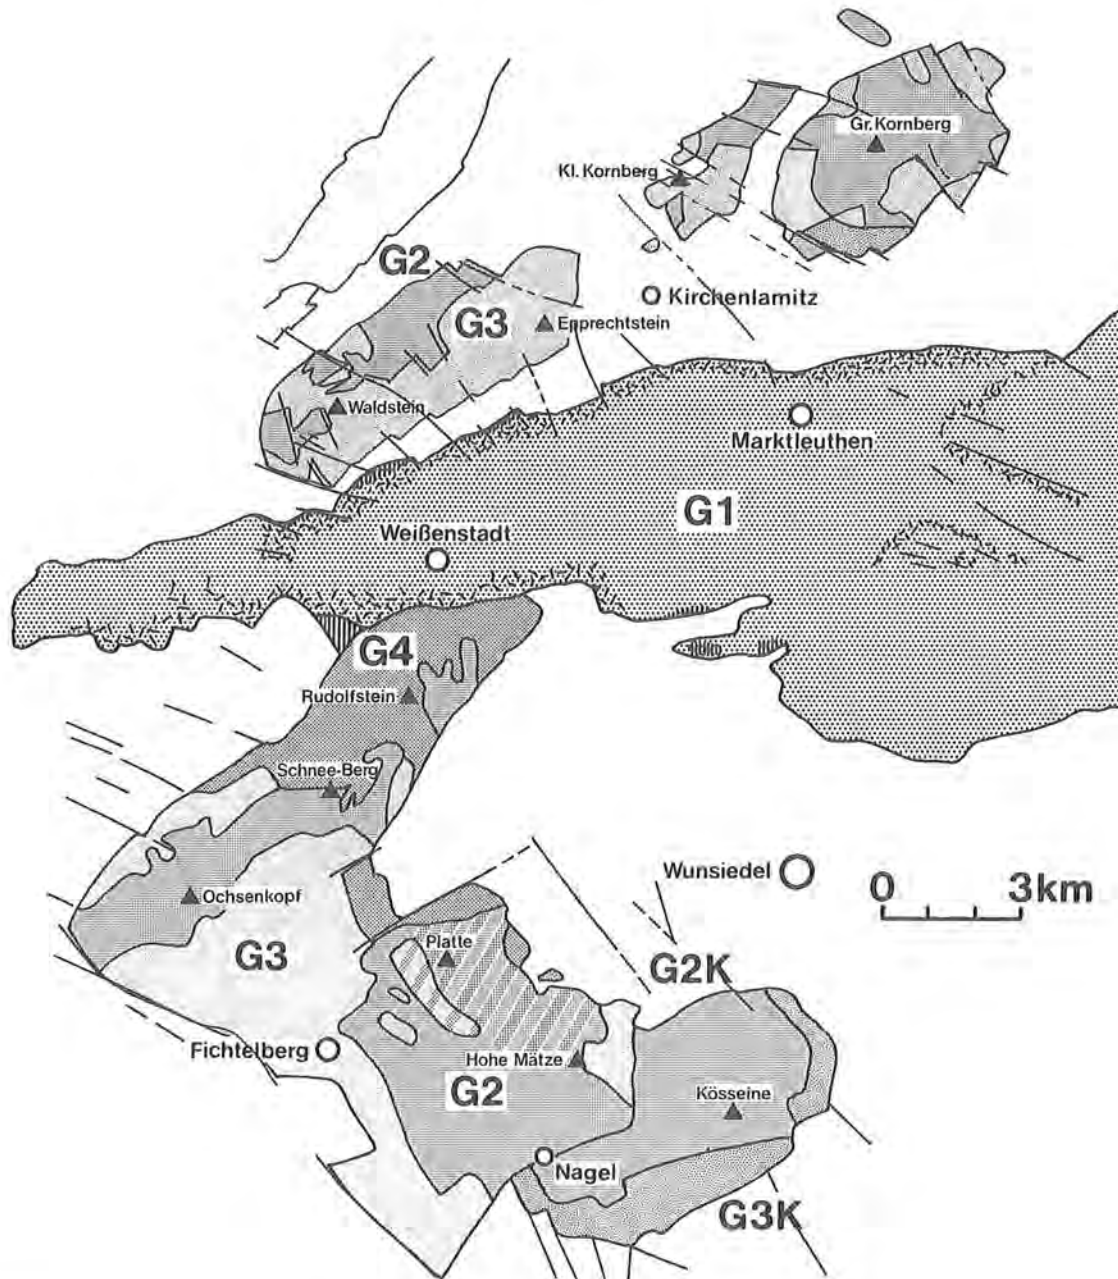 Gr. Kornberg
Kl. Kornberg
G2
Kirchenlamitz
G3
Epprechtstein
Waldstein
Marktleuthen
G1
Weißenstadt
G4
Rudolfstein
Schnee-Berg
Wunsiedel
0 3km
Ochsenkopf
G3
Platte
G2K
Fichtelberg
Hohe Mätze
G2
Kösseine
Nagel
G3K